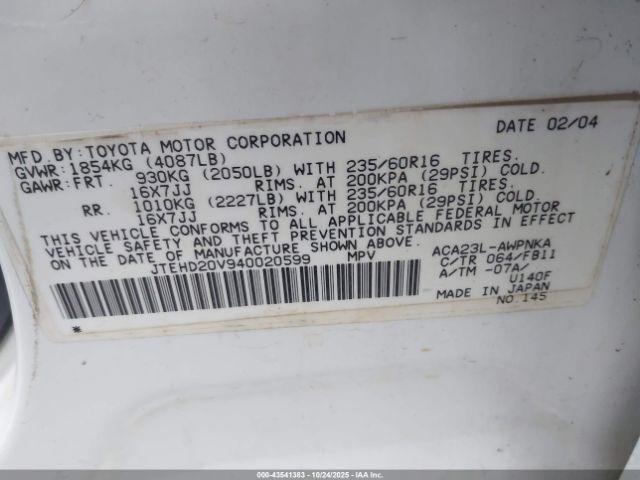 MFD. BY: TOYOTA MOTOR CORPORATION DATE 02/04
GVWR: 1854KG (4087LB)
GAWR: FRT. 930KG (2050LB) WITH 235/60R16 TIRES.
16X7JJ RIMS. AT 200KPA (29PSI) COLD.
RR. 1010KG (2227LB) WITH 235/60R16 TIRES.
16X7JJ RIMS. AT 200KPA (29PSI) COLD.
THIS VEHICLE CONFORMS TO ALL APPLICABLE FEDERAL MOTOR
VEHICLE SAFETY AND THEFT PREVENTION STANDARDS IN EFFECT
ON THE DATE OF MANUFACTURE SHOWN ABOVE.
JTEHD20V940020599 MPV
ACA23L-AWPNKA
C/TR 064/FB11
A/TM -07A/
U140F
MADE IN JAPAN
NO.145
*
000-43541383 • 10/24/2025 • IAAI.CA